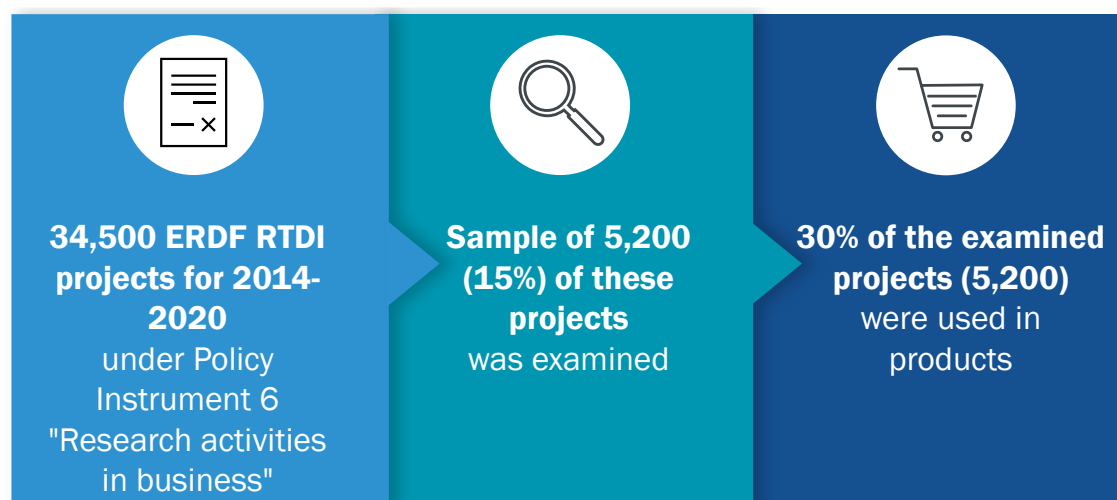 34,500 ERDF RTDI
projects for 2014-
2020
under Policy
Instrument 6
"Research activities
in business"
Sample of 5,200
(15%) of these
projects
was examined
30% of the examined
projects (5,200)
were used in
products